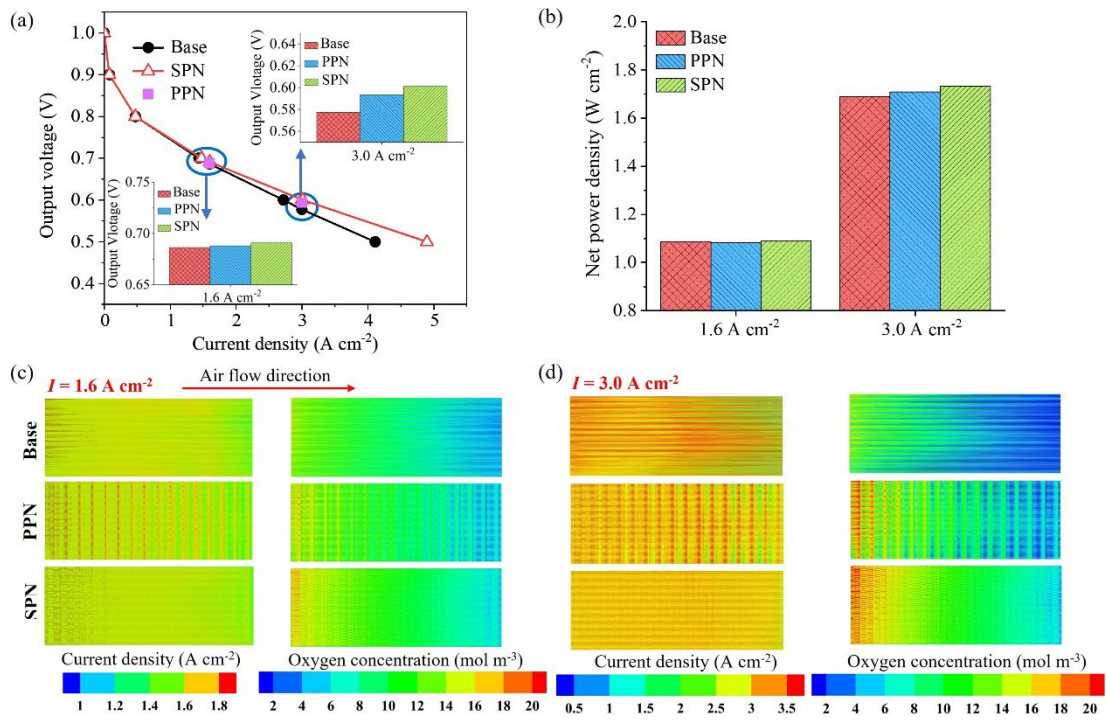 (a)
1.0
0.9
0.8
0.7
0.6
0.5
0.4
Output voltage (V)
0
1
2
3
4
5
Current density (A cm⁻²)
Base
SPN
PPN
0.64
0.62
0.60
0.58
0.56
Output Vlotage (V)
Base
PPN
SPN
3.0 A cm⁻²
0.75
0.70
0.65
Output Vlotage (V)
Base
PPN
SPN
1.6 A cm⁻²
(b)
2.0
1.8
1.6
1.4
1.2
1.0
0.8
Net power density (W cm⁻²)
Base
PPN
SPN
1.6 A cm⁻²
3.0 A cm⁻²
(c)
I = 1.6 A cm⁻²
Air flow direction
Base
PPN
SPN
Current density (A cm⁻²)
1 1.2 1.4 1.6 1.8
Oxygen concentration (mol m⁻³)
2 4 6 8 10 12 14 16 18 20
(d)
I = 3.0 A cm⁻²
Current density (A cm⁻²)
0.5 1 1.5 2 2.5 3 3.5
Oxygen concentration (mol m⁻³)
2 4 6 8 10 12 14 16 18 20